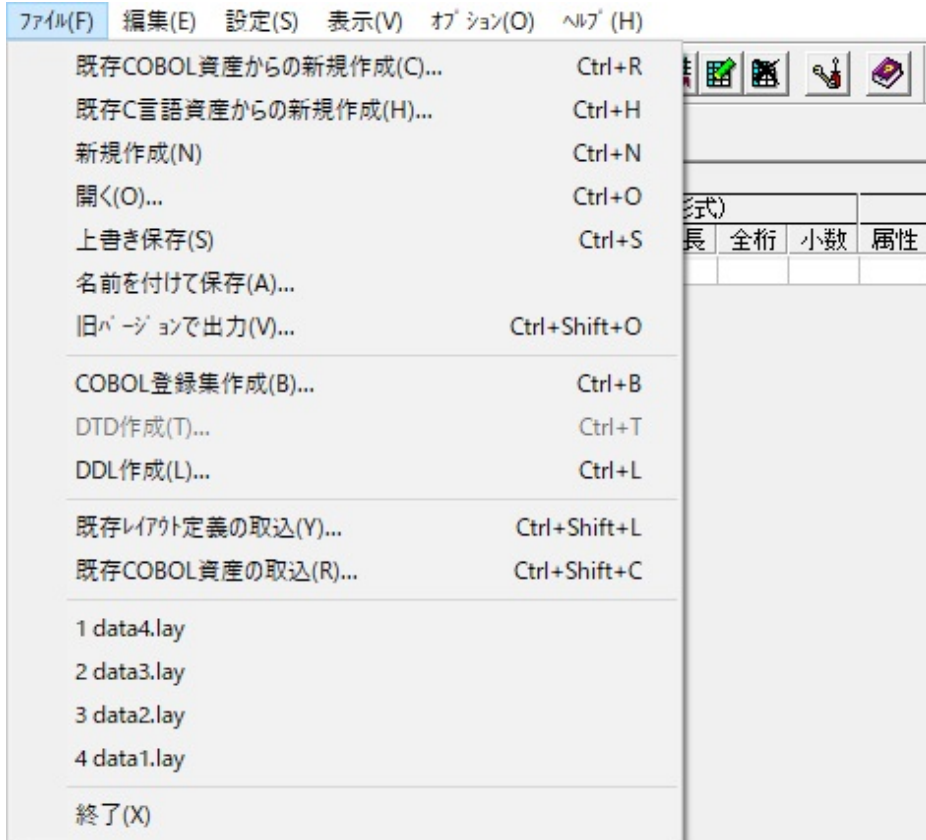 ﾌｧｲﾙ(F) 編集(E) 設定(S) 表示(V) ｵﾌﾟｼｮﾝ(O) ﾍﾙﾌﾟ(H)
既存COBOL資産からの新規作成(C)... Ctrl+R
既存C言語資産からの新規作成(H)... Ctrl+H
新規作成(N) Ctrl+N
開く(O)... Ctrl+O
上書き保存(S) Ctrl+S
名前を付けて保存(A)...
旧ﾊﾞｰｼﾞｮﾝで出力(V)... Ctrl+Shift+O
COBOL登録集作成(B)... Ctrl+B
DTD作成(T)... Ctrl+T
DDL作成(L)... Ctrl+L
既存ﾚｲｱｳﾄ定義の取込(Y)... Ctrl+Shift+L
既存COBOL資産の取込(R)... Ctrl+Shift+C
1 data4.lay
2 data3.lay
3 data2.lay
4 data1.lay
終了(X)
形式)
長 全桁 小数 属性